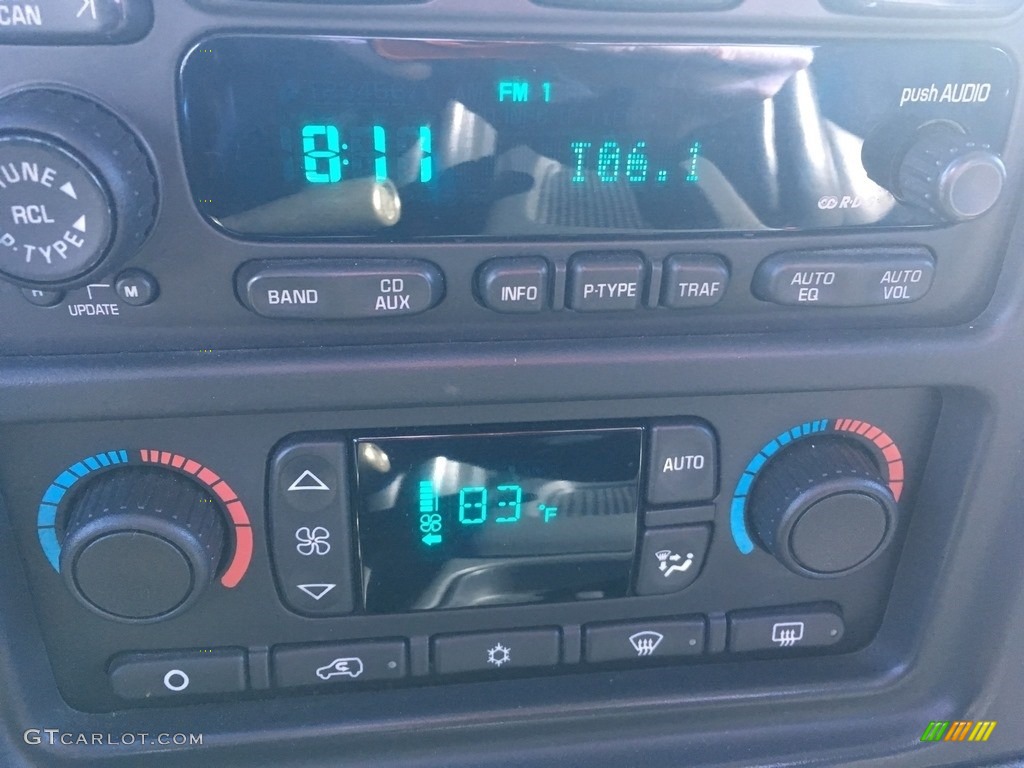 CAN
FM 1
push AUDIO
8:11
106.1
TUNE
RCL
P.TYPE
H
M
UPDATE
BAND
CD
AUX
INFO
P·TYPE
TRAF
AUTO
EQ
AUTO
VOL
AUTO
83 °F
GTCARLOT.COM